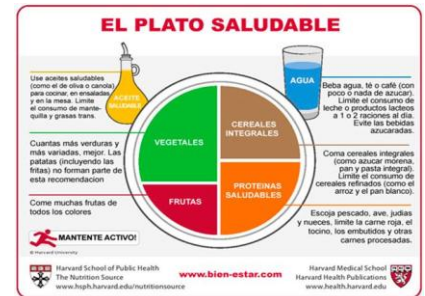 EL PLATO SALUDABLE
Use aceites saludables
(como el de oliva o canola)
para cocinar, en ensaladas,
y en la mesa. Limite
el consumo de mante-
quilla y grasas trans.
ACEITE
SALUDABLE
AGUA
Beba agua, té o café (con
poco o nada de azucar).
Limite el consumo de
leche o productos lacteos
a 1 o 2 raciones al día.
Evite las bebidas
azucaradas.
VEGETALES
CEREALES
INTEGRALES
Cuantas más verduras y
más variadas, mejor. Las
patatas (incluyendo las
fritas) no forman parte de
esta recomendacion
Coma cereales integrales
(como azucar morena,
pan y pasta integral).
Limite el consumo de
cereales refinados (como el
arroz y el pan blanco).
FRUTAS
PROTEINAS
SALUDABLES
Come muchas frutas de
todos los colores
Escoja pescado, ave, judias
y nueces, limite la carne roja, el
tocino, los embutidos y otras
carnes procesadas.
MANTENTE ACTIVO!
© Harvard University
Harvard School of Public Health
The Nutrition Source
www.hsph.harvard.edu/nutritionsource
www.bien-estar.com
Harvard Medical School
Harvard Health Publications
www.health.harvard.edu